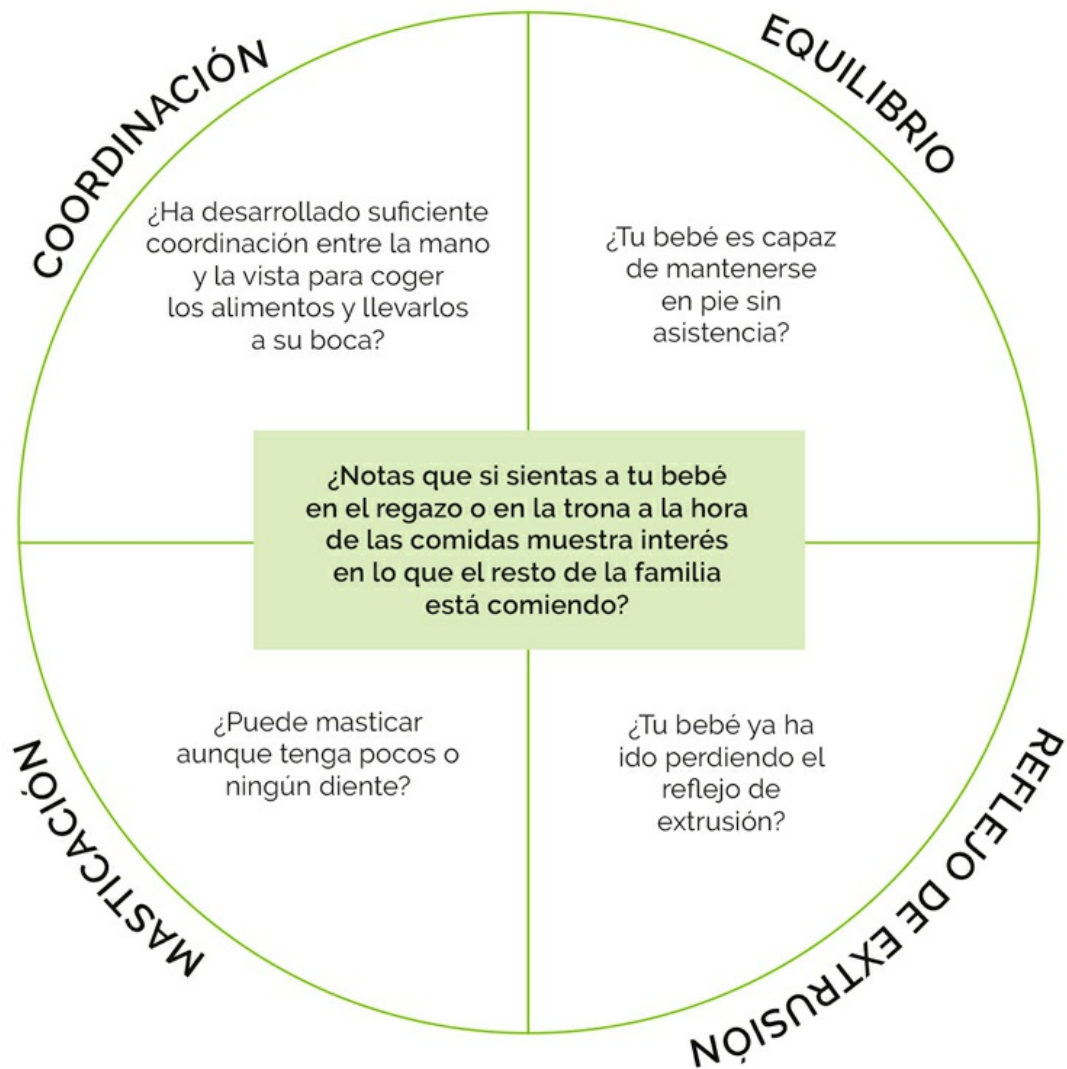 COORDINACIÓN
¿Ha desarrollado suficiente
coordinación entre la mano
y la vista para coger
los alimentos y llevarlos
a su boca?
EQUILIBRIO
¿Tu bebé es capaz
de mantenerse
en pie sin
asistencia?
¿Notas que si sientas a tu bebé
en el regazo o en la trona a la hora
de las comidas muestra interés
en lo que el resto de la familia
está comiendo?
MASTICACIÓN
¿Puede masticar
aunque tenga pocos o
ningún diente?
REFLEJO DE EXTRUSIÓN
¿Tu bebé ya ha
ido perdiendo el
reflejo de
extrusión?